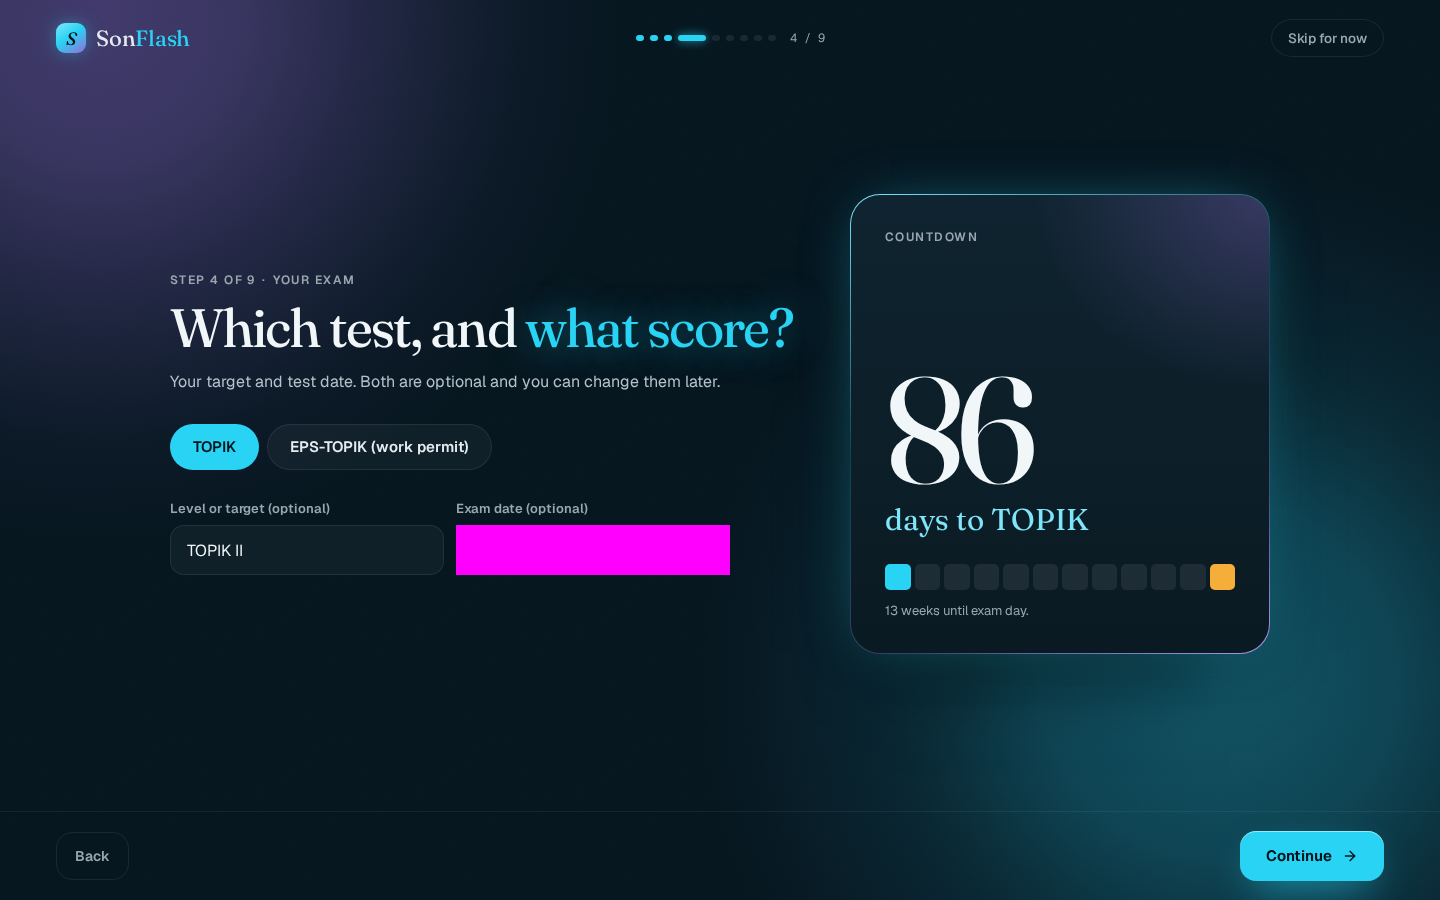 S SonFlash
4 / 9
Skip for now
STEP 4 OF 9 · YOUR EXAM
Which test, and what score?
Your target and test date. Both are optional and you can change them later.
TOPIK
EPS-TOPIK (work permit)
Level or target (optional)
TOPIK II
Exam date (optional)
COUNTDOWN
86
days to TOPIK
13 weeks until exam day.
Back
Continue →